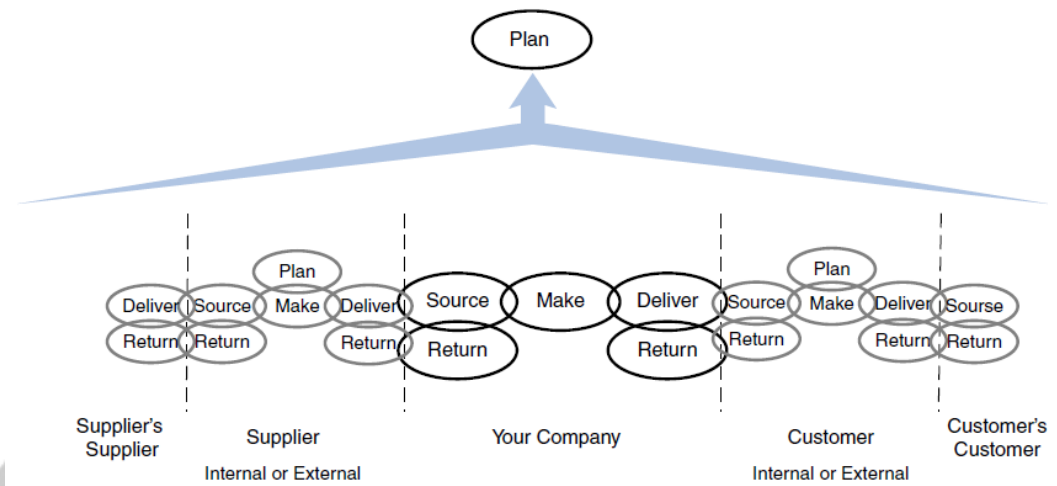 Plan
Plan
Plan
Deliver Source Make Deliver Source Make Deliver Source Make Deliver Sourse
Return Return Return Return Return Return Return Return
Supplier's
Supplier
Supplier
Internal or External
Your Company
Customer
Internal or External
Customer's
Customer